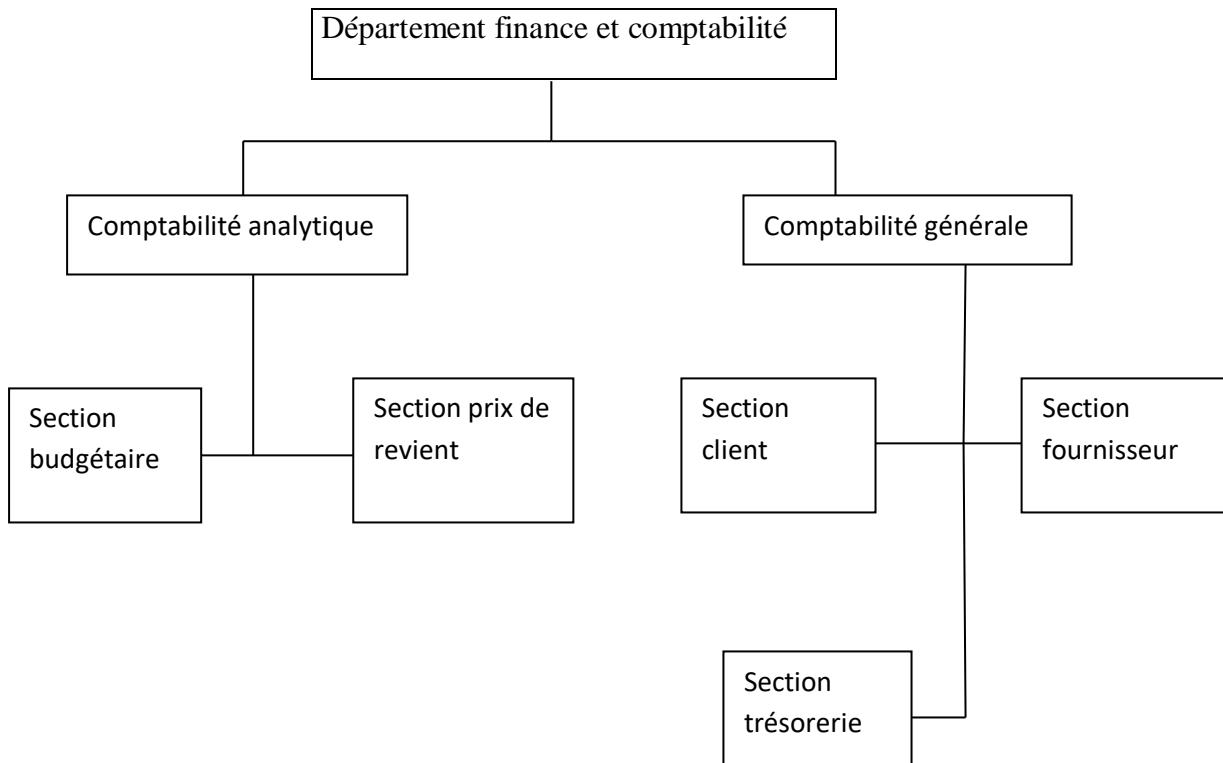 Département finance et comptabilité
Comptabilité analytique
Comptabilité générale
Section
budgétaire
Section prix de
revient
Section
client
Section
fournisseur
Section
trésorerie